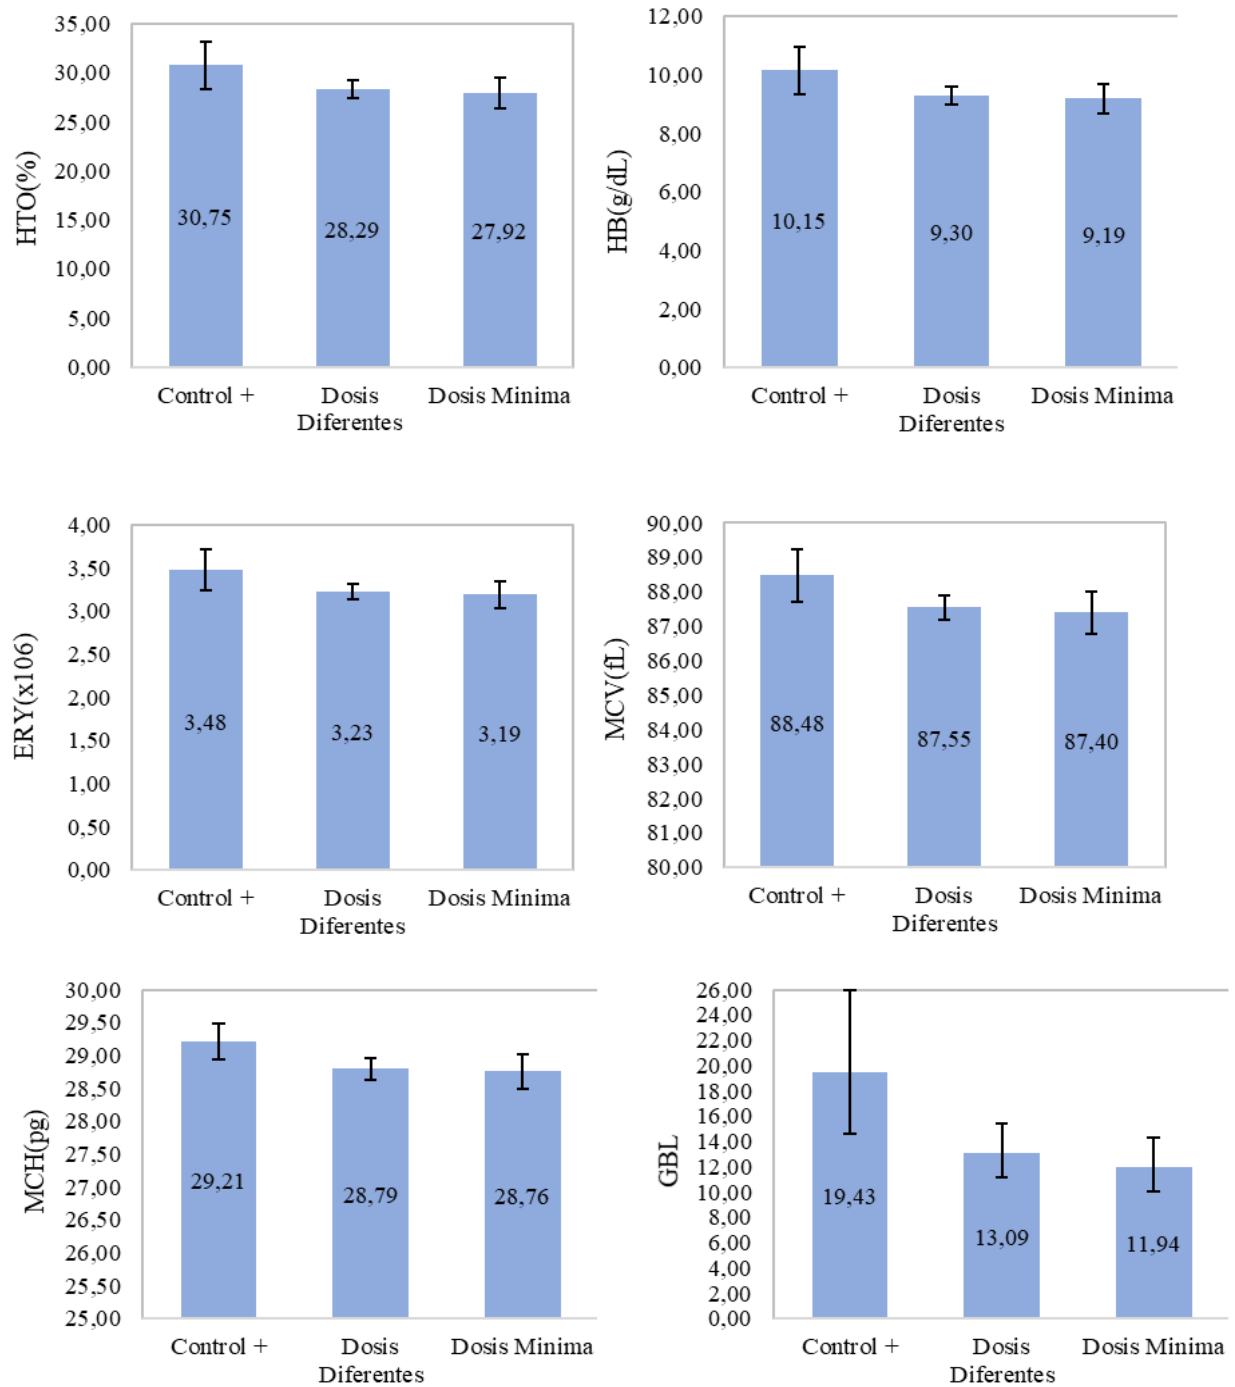 35,00
30,00
25,00
20,00
15,00
10,00
5,00
0,00
HTO(%)
30,75
28,29
27,92
Control +
Dosis
Diferentes
Dosis Minima
12,00
10,00
8,00
6,00
4,00
2,00
0,00
HB(g/dL)
10,15
9,30
9,19
Control +
Dosis
Diferentes
Dosis Minima
4,00
3,50
3,00
2,50
2,00
1,50
1,00
0,50
0,00
ERY(x106)
3,48
3,23
3,19
Control +
Dosis
Diferentes
Dosis Minima
90,00
89,00
88,00
87,00
86,00
85,00
84,00
83,00
82,00
81,00
80,00
MCV(fL)
88,48
87,55
87,40
Control +
Dosis
Diferentes
Dosis Minima
30,00
29,50
29,00
28,50
28,00
27,50
27,00
26,50
26,00
25,50
25,00
MCH(pg)
29,21
28,79
28,76
Control +
Dosis
Diferentes
Dosis Minima
26,00
24,00
22,00
20,00
18,00
16,00
14,00
12,00
10,00
8,00
6,00
4,00
2,00
0,00
GBL
19,43
13,09
11,94
Control +
Dosis
Diferentes
Dosis Minima